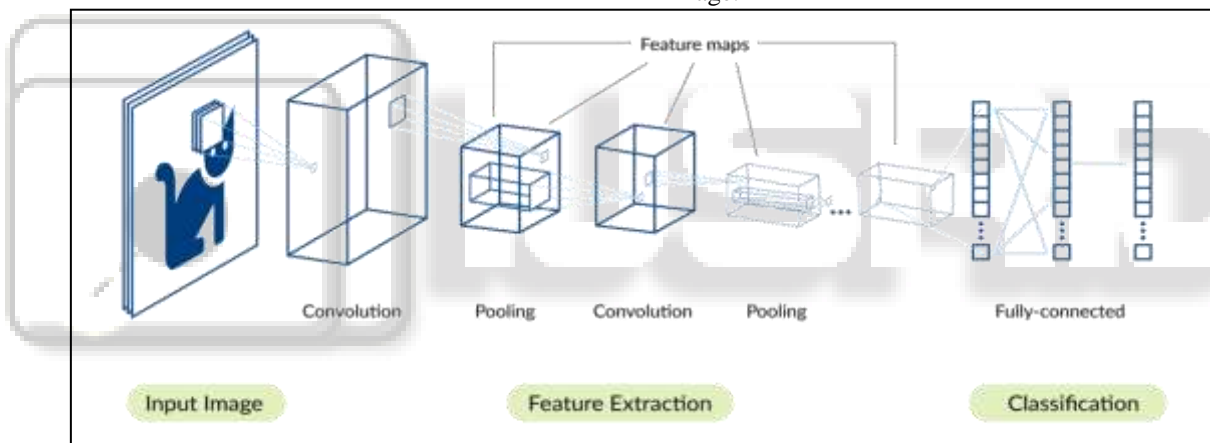 Feature maps
Convolution
Pooling
Convolution
Pooling
Fully-connected
Input Image
Feature Extraction
Classification